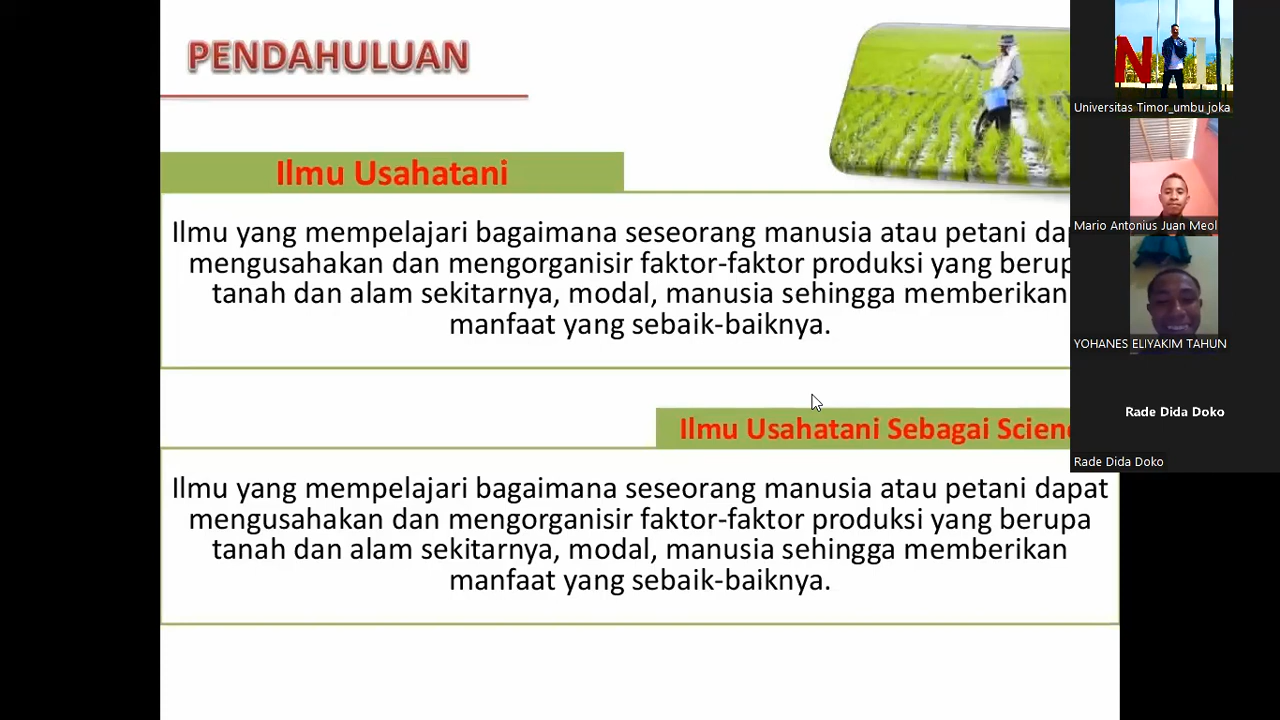 PENDAHULUAN
Ilmu Usahatani
Ilmu yang mempelajari bagaimana seseorang manusia atau petani
mengusahakan dan mengorganisir faktor-faktor produksi yang
tanah dan alam sekitarnya, modal, manusia sehingga memberikan
manfaat yang sebaik-baiknya.
Ilmu Usahatani Sebagai
Ilmu yang mempelajari bagaimana seseorang manusia atau petani dapat
mengusahakan dan mengorganisir faktor-faktor produksi yang berupa
tanah dan alam sekitarnya, modal, manusia sehingga memberikan
manfaat yang sebaik-baiknya.
Universitas Timor_umbu joka
Mario Antonius Juan Meol
YOHANES ELIYAKIM TAHUN
Rade Dida Doko
Rade Dida Doko